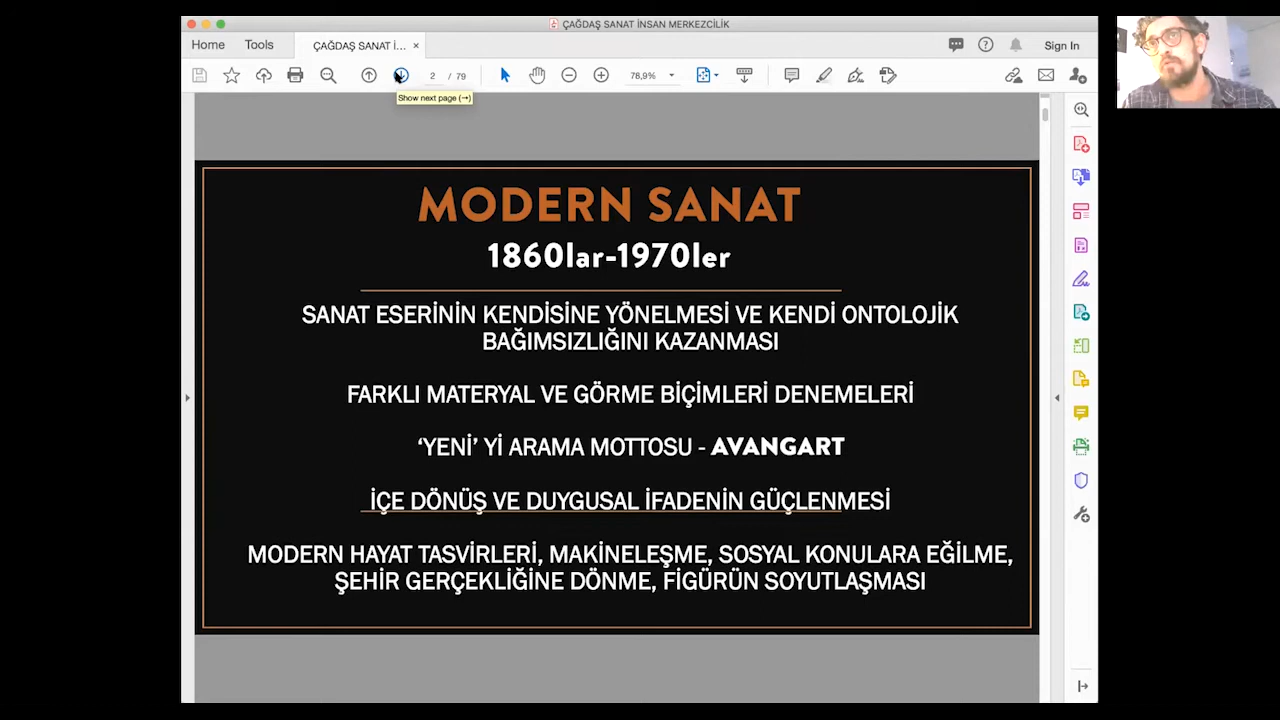 ÇAĞDAŞ SANAT İNSAN MERKEZCİLİK
Home Tools ÇAĞDAŞ SANAT İ... × Sign In
2 / 79 78,9%
Show next page (→)
MODERN SANAT
1860lar-1970ler
SANAT ESERİNİN KENDİSİNE YÖNELMESİ VE KENDİ ONTOLOJİK
BAĞIMSIZLIĞINI KAZANMASI
FARKLI MATERYAL VE GÖRME BİÇİMLERİ DENEMELERİ
‘YENİ’ Yİ ARAMA MOTTOSU - AVANGART
İÇE DÖNÜŞ VE DUYGUSAL İFADENİN GÜÇLENMESİ
MODERN HAYAT TASVİRLERİ, MAKİNELEŞME, SOSYAL KONULARA EĞİLME,
ŞEHİR GERÇEKLİĞİNE DÖNME, FİGÜRÜN SOYUTLAŞMASI